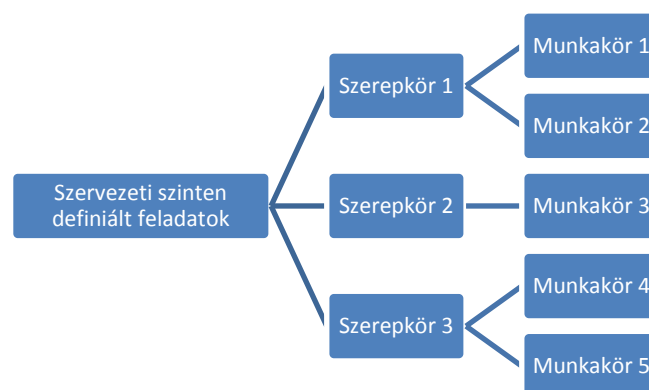 Munkakör 1
Szerepkör 1
Munkakör 2
Szervezeti szinten
definiált feladatok
Szerepkör 2
Munkakör 3
Munkakör 4
Szerepkör 3
Munkakör 5